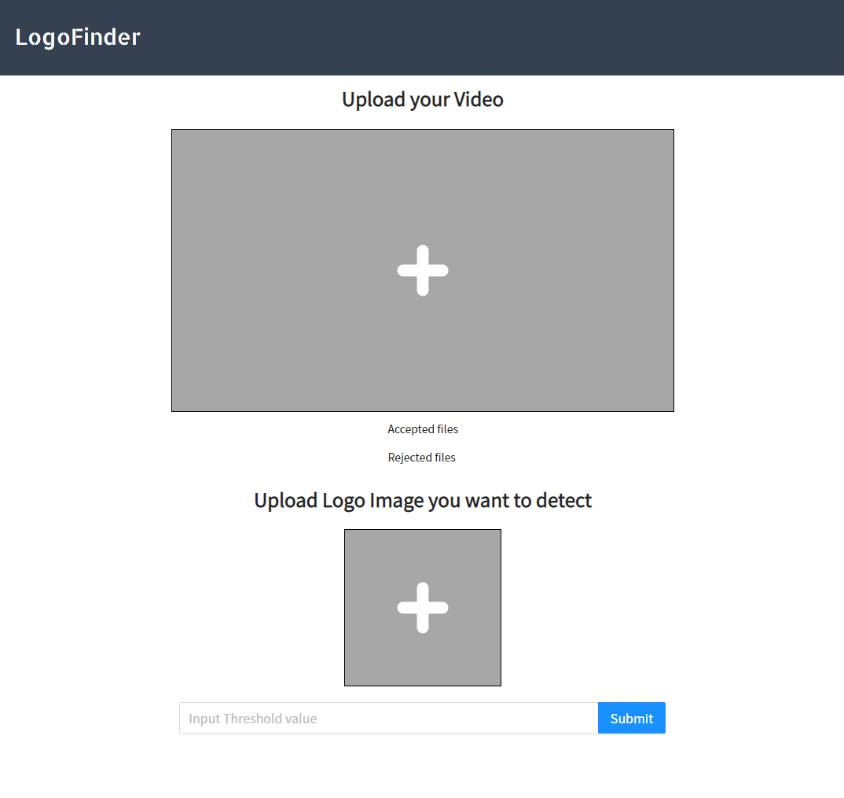 LogoFinder
Upload your Video
Accepted files
Rejected files
Upload Logo Image you want to detect
Input Threshold value
Submit